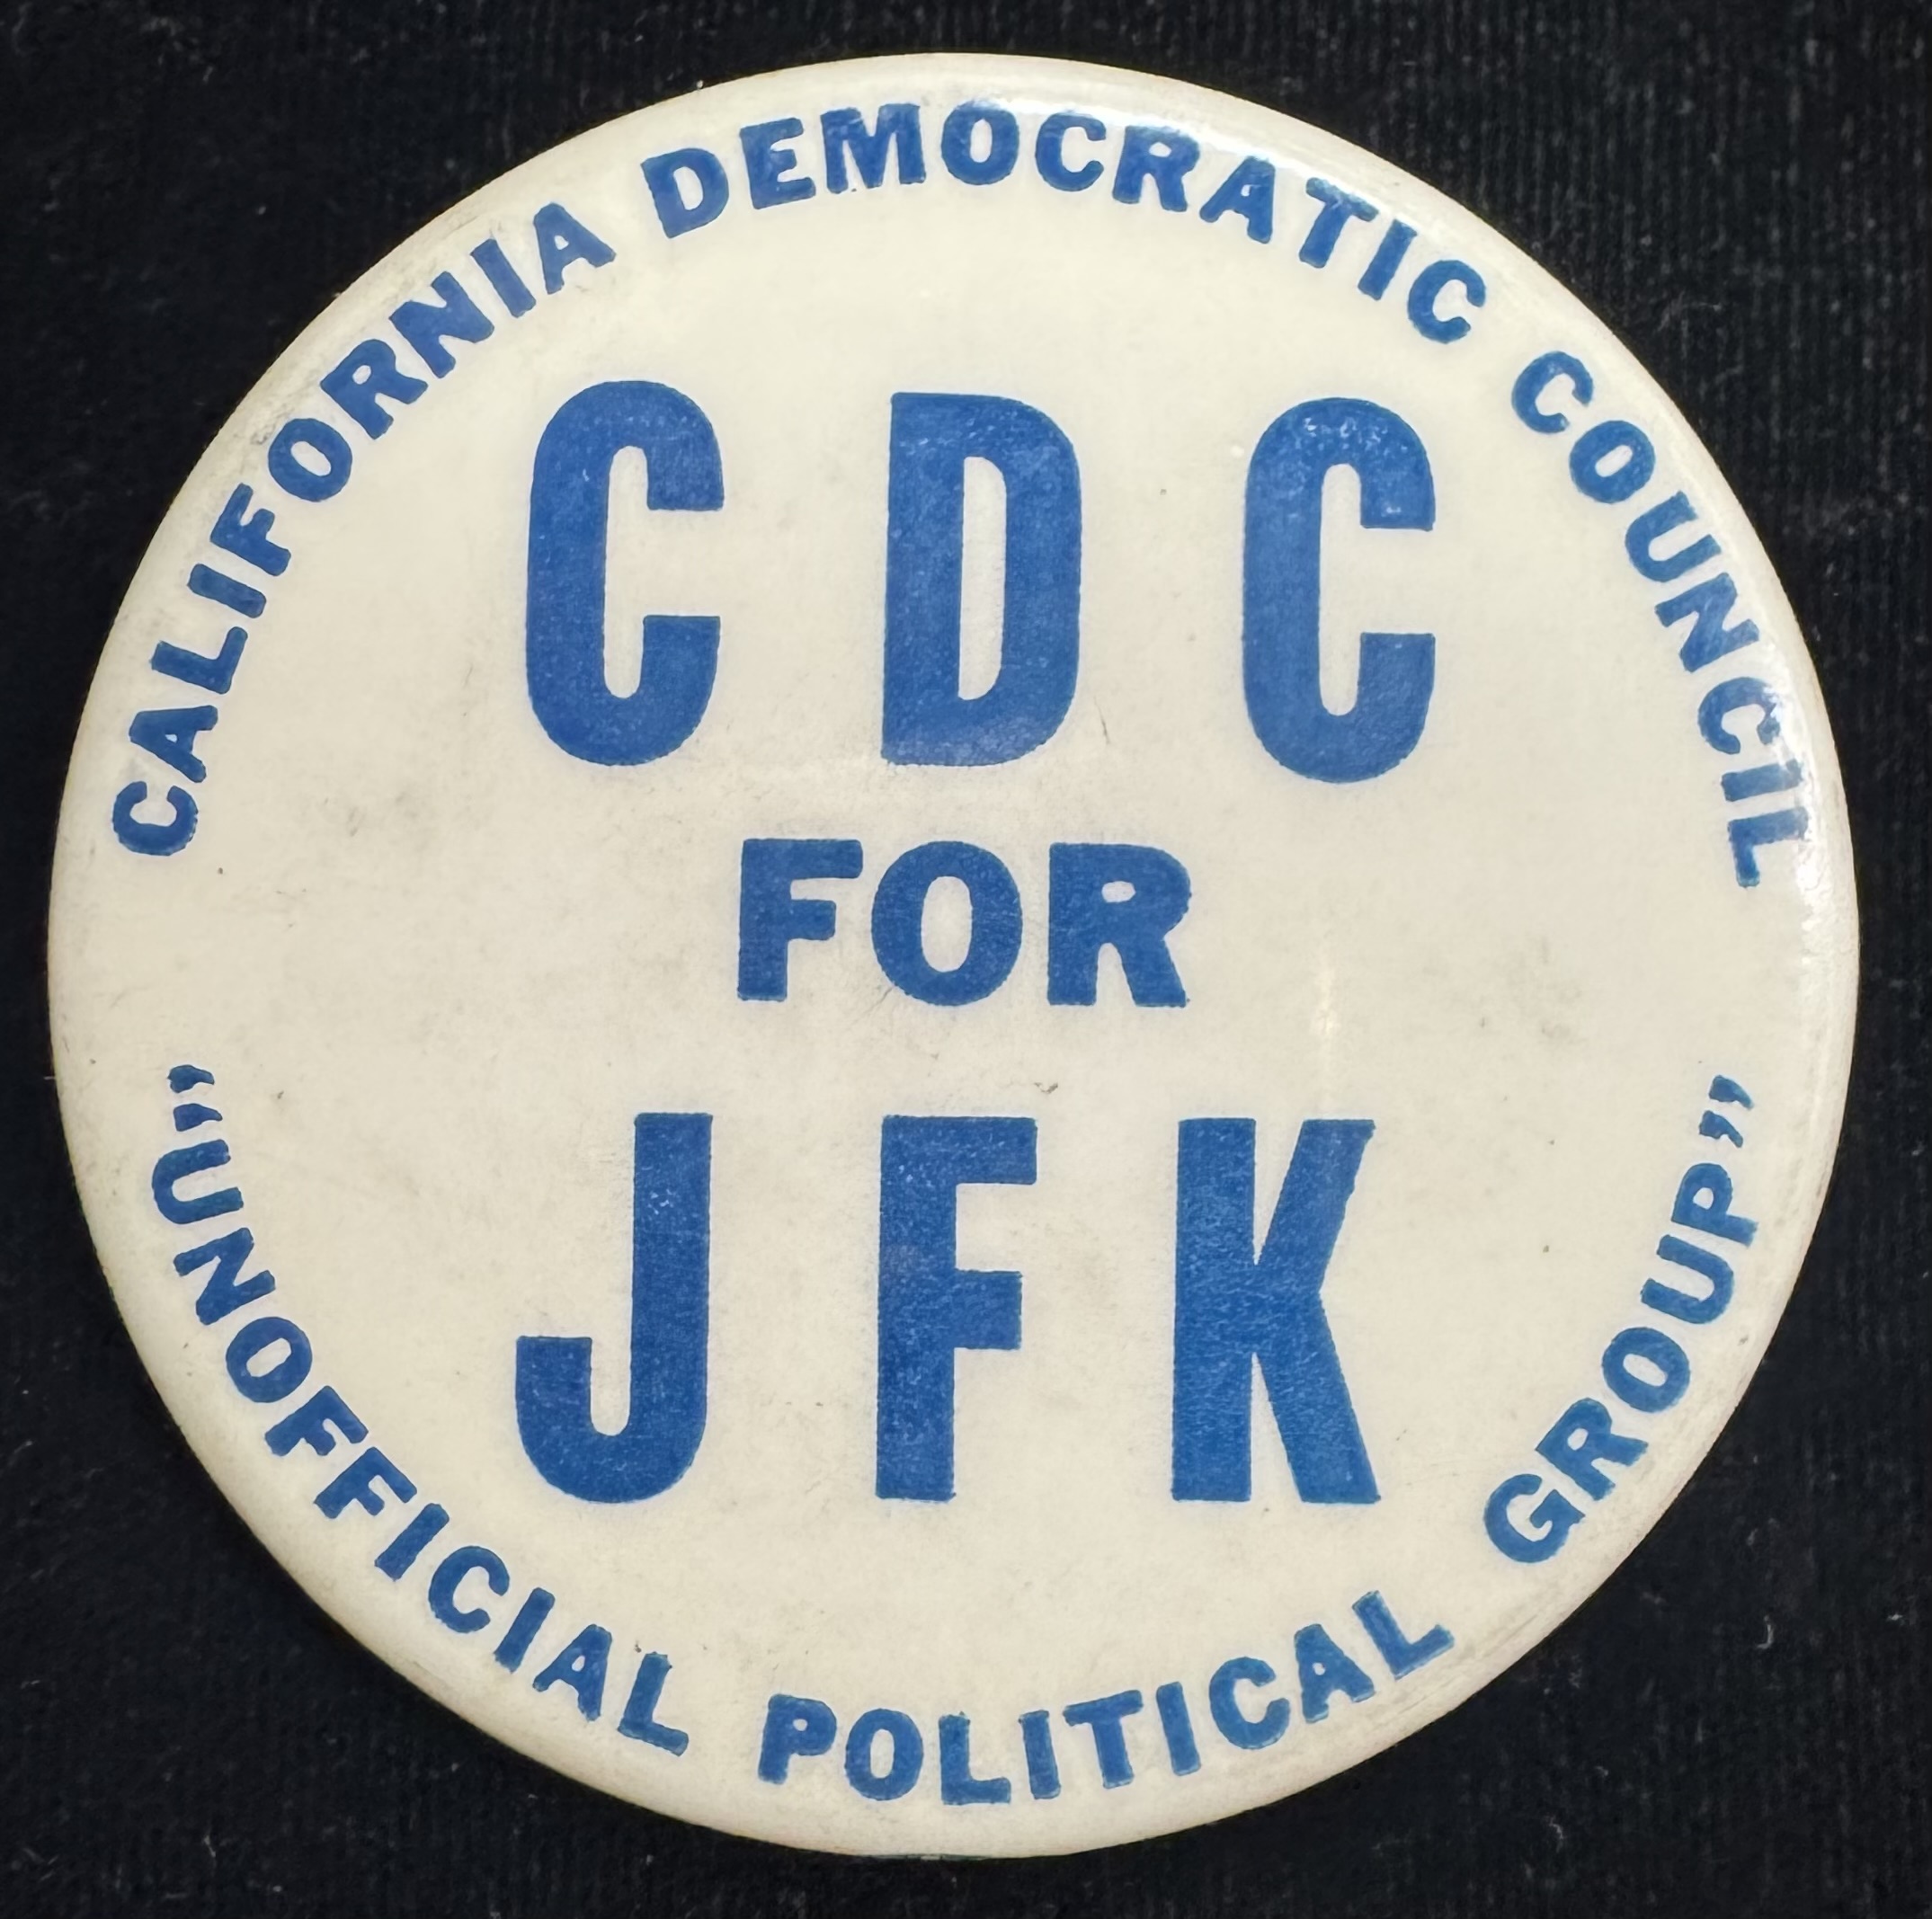 CALIFORNIA DEMOCRATIC COUNCIL
CDC
FOR
JFK
”UNOFFICIAL POLITICAL GROUP”